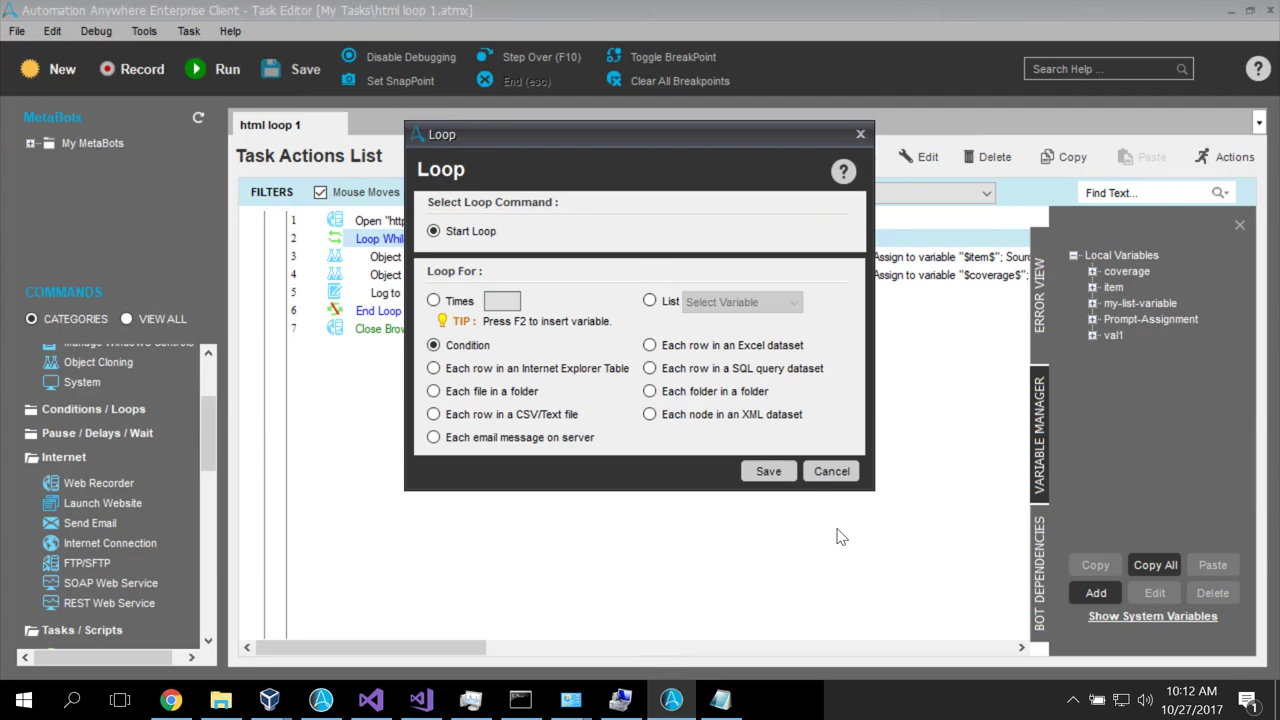 Automation Anywhere Enterprise Client - Task Editor [My Tasks\html loop 1.atmx]
File Edit Debug Tools Task Help
New Record Run Save
Disable Debugging Step Over (F10) Toggle BreakPoint
Set SnapPoint End (esc) Clear All Breakpoints
Search Help ...
MetaBots
My MetaBots
html loop 1
Task Actions List
Edit Delete Copy Paste Actions
FILTERS Mouse Moves
Find Text...
1 Open "http
2 Loop Whil
3 Object
Assign to variable "$item$"; Sourc
4 Object
Assign to variable "$coverage$";
5 Log to
6 End Loop
7 Close Brow
Loop
Loop
Select Loop Command :
Start Loop
Loop For :
Times
List Select Variable
TIP : Press F2 to insert variable.
Condition
Each row in an Excel dataset
Each row in an Internet Explorer Table
Each row in a SQL query dataset
Each file in a folder
Each folder in a folder
Each row in a CSV/Text file
Each node in an XML dataset
Each email message on server
Save Cancel
COMMANDS
CATEGORIES VIEW ALL
Manage Windows Controls
Object Cloning
System
Conditions / Loops
Pause / Delays / Wait
Internet
Web Recorder
Launch Website
Send Email
Internet Connection
FTP/SFTP
SOAP Web Service
REST Web Service
Tasks / Scripts
ERROR VIEW
VARIABLE MANAGER
BOT DEPENDENCIES
Local Variables
coverage
item
my-list-variable
Prompt-Assignment
val1
Copy Copy All Paste
Add Edit Delete
Show System Variables
10:12 AM
10/27/2017
1